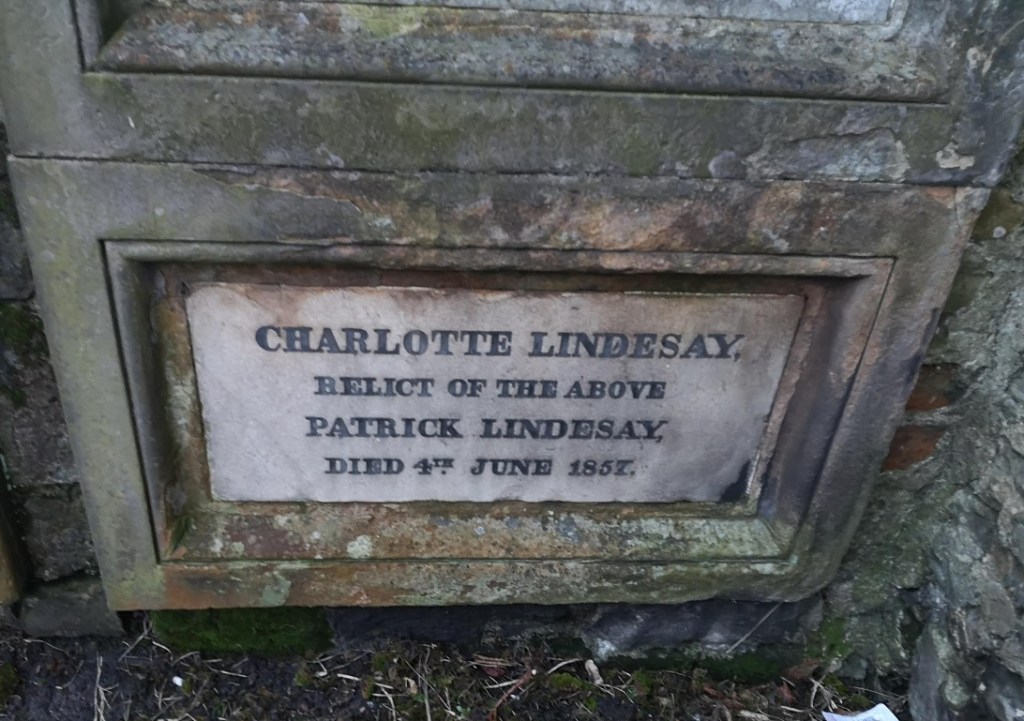 CHARLOTTE LINDESAY,
RELICT OF THE ABOVE
PATRICK LINDESAY,
DIED 4TH JUNE 1857.